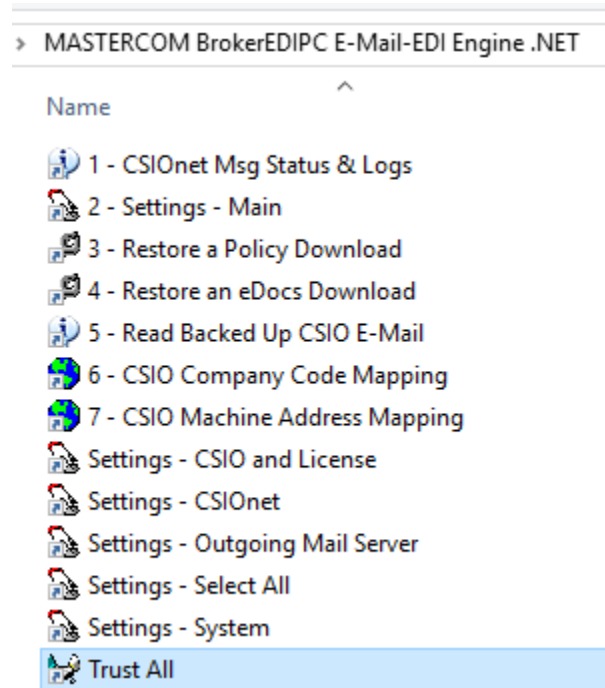 MASTERCOM BrokerEDIPC E-Mail-EDI Engine .NET
Name
1 - CSIOnet Msg Status & Logs
2 - Settings - Main
3 - Restore a Policy Download
4 - Restore an eDocs Download
5 - Read Backed Up CSIO E-Mail
6 - CSIO Company Code Mapping
7 - CSIO Machine Address Mapping
Settings - CSIO and License
Settings - CSIOnet
Settings - Outgoing Mail Server
Settings - Select All
Settings - System
Trust All